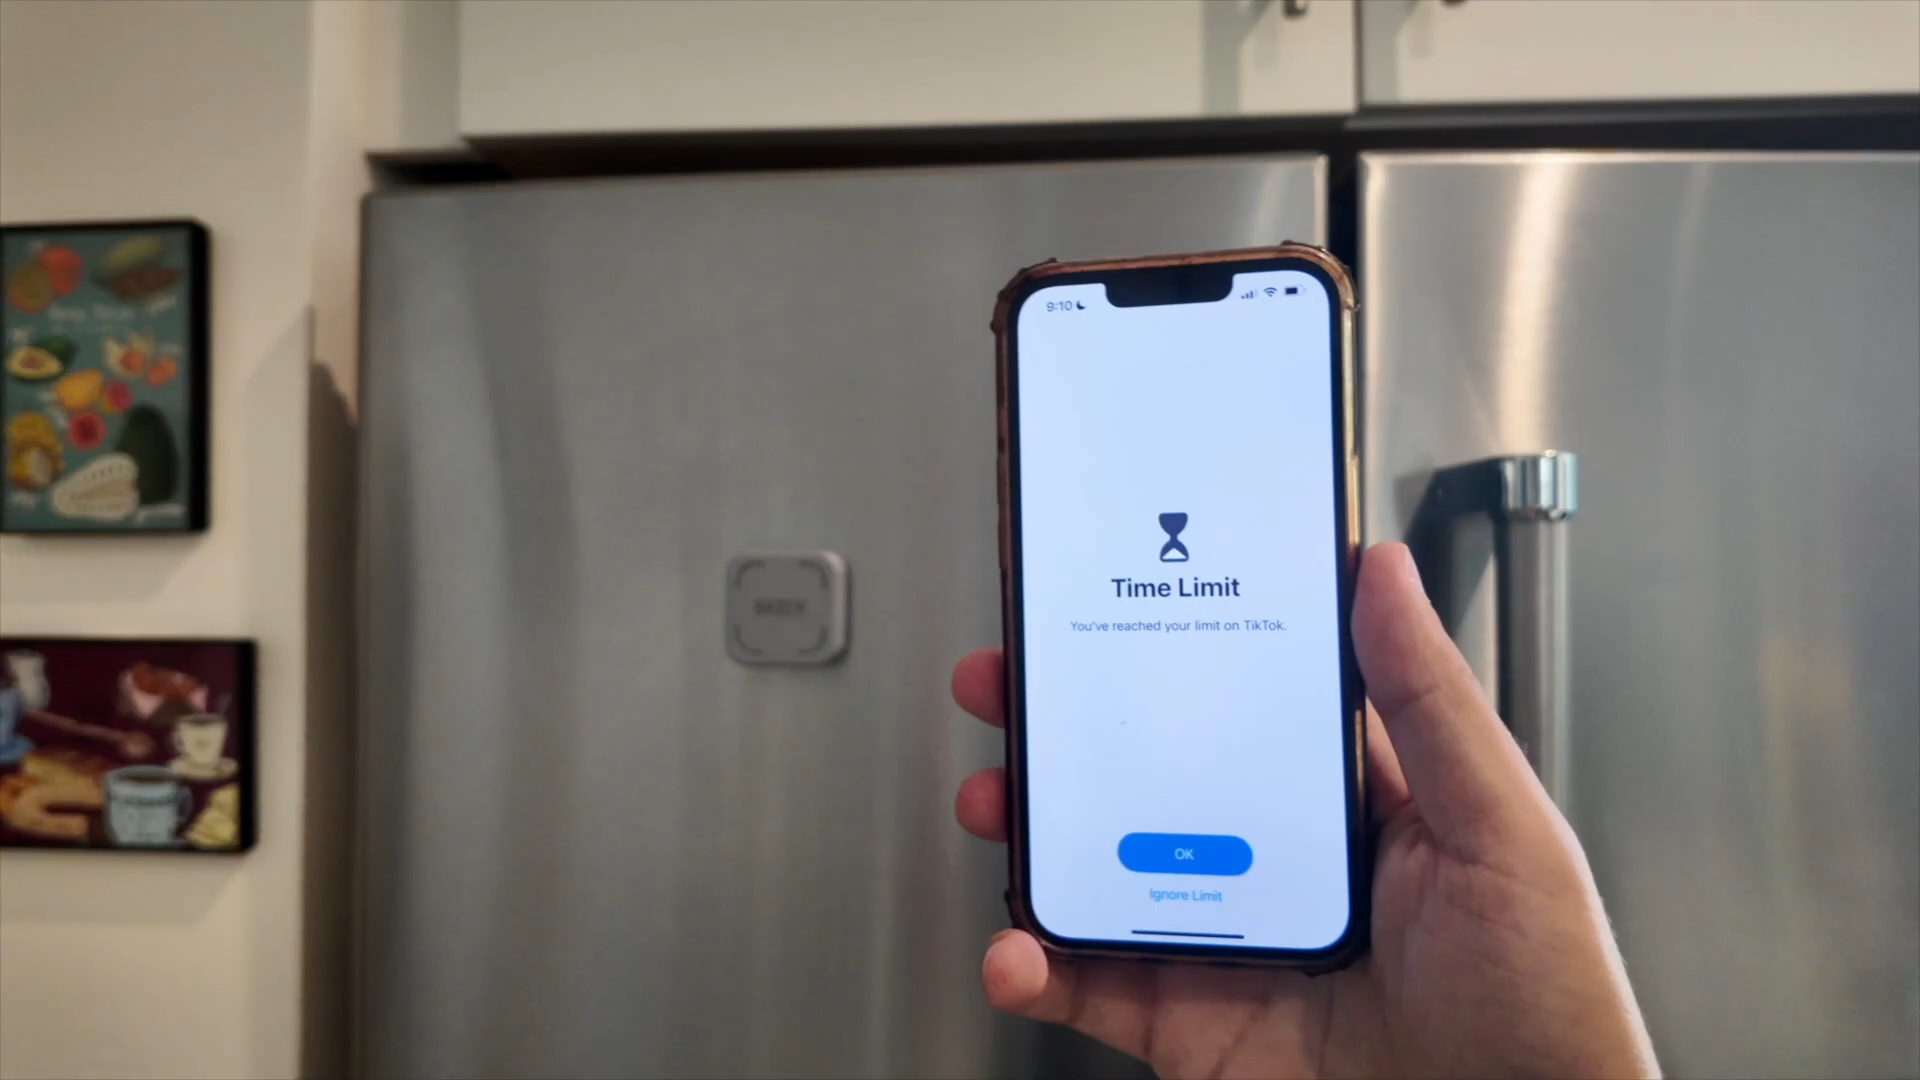 9:10
Time Limit
You've reached your limit on TikTok.
OK
Ignore Limit